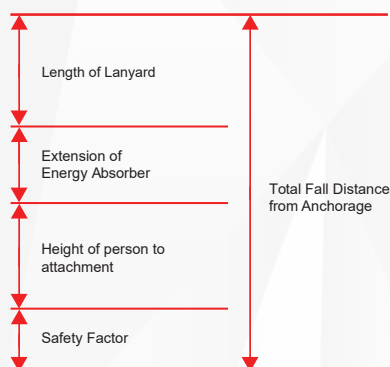 Length of Lanyard
Extension of
Energy Absorber
Total Fall Distance
from Anchorage
Height of person to
attachment
Safety Factor